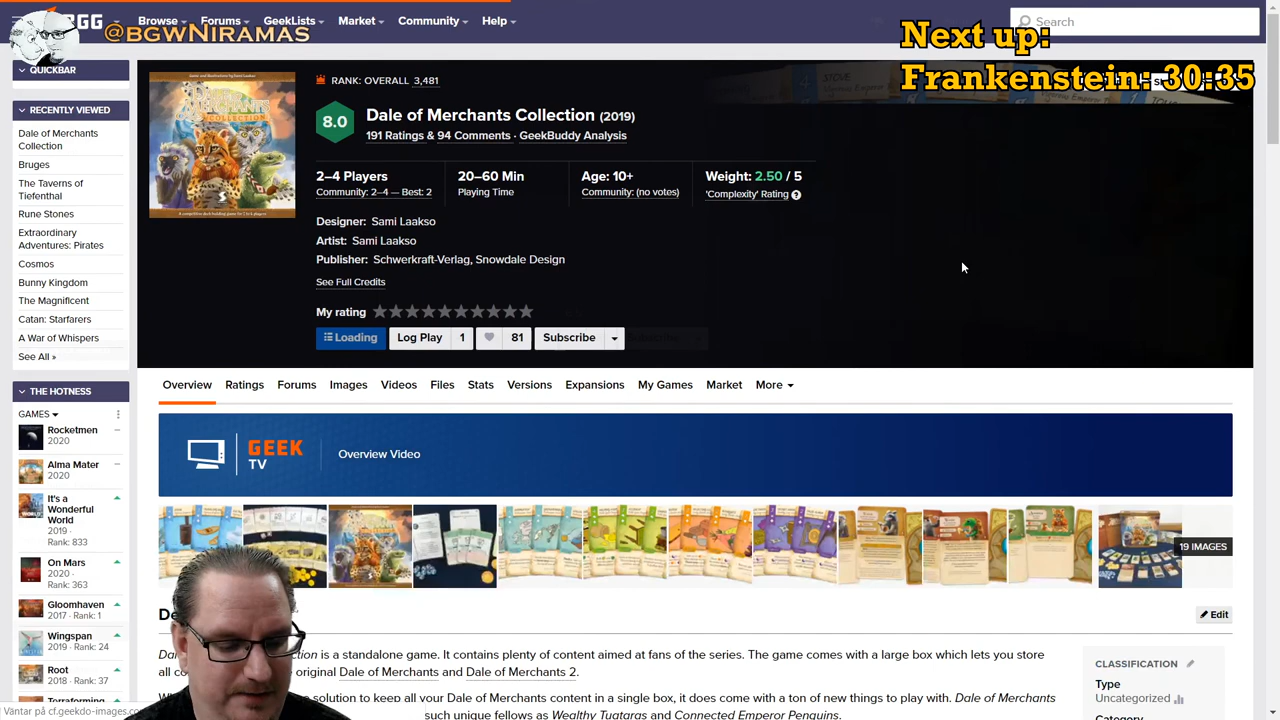 BGG Browse Forums GeekLists Market Community Help Search
@BGWNIRAMAS
Next up:
Frankenstein: 30:35
QUICKBAR
RECENTLY VIEWED
Dale of Merchants
Collection
Bruges
The Taverns of
Tiefenthal
Rune Stones
Extraordinary
Adventures: Pirates
Cosmos
Bunny Kingdom
The Magnificent
Catan: Starfarers
A War of Whispers
See All »
THE HOTNESS
GAMES
Rocketmen
2020
Alma Mater
2020
It's a
Wonderful
World
2019
Rank: 833
On Mars
2020
Rank: 363
Gloomhaven
2017 · Rank: 1
Wingspan
2019 · Rank: 24
Root
2018 · Rank: 37
Terraforming
RANK: OVERALL 3,481
8.0
Dale of Merchants Collection (2019)
191 Ratings & 94 Comments · GeekBuddy Analysis
2–4 Players 20–60 Min Age: 10+ Weight: 2.50 / 5
Community: 2–4 — Best: 2 Playing Time Community: (no votes) 'Complexity' Rating
Designer: Sami Laakso
Artist: Sami Laakso
Publisher: Schwerkraft-Verlag, Snowdale Design
See Full Credits
My rating
Loading Log Play 1 81 Subscribe
Overview Ratings Forums Images Videos Files Stats Versions Expansions My Games Market More
GEEK
TV
Overview Video
19 IMAGES
Edit
is a standalone game. It contains plenty of content aimed at fans of the series. The game comes with a large box which lets you store
original Dale of Merchants and Dale of Merchants 2.
solution to keep all your Dale of Merchants content in a single box, it does come with a ton of new things to play with. Dale of Merchants
such unique fellows as Wealthy Tuataras and Connected Emperor Penguins.
CLASSIFICATION
Type
Uncategorized
Category
Väntar på cf.geekdo-images.co